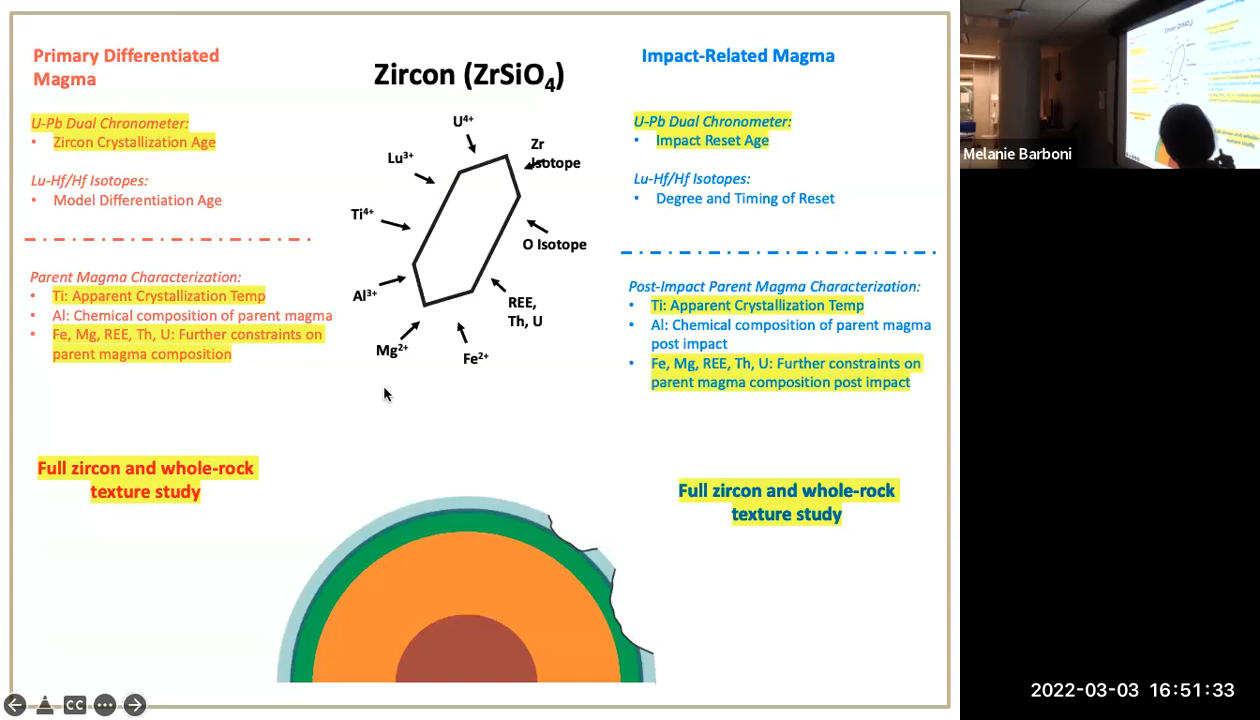 Primary Differentiated
Magma
U-Pb Dual Chronometer:
• Zircon Crystallization Age
Lu-Hf/Hf Isotopes:
• Model Differentiation Age
Parent Magma Characterization:
• Ti: Apparent Crystallization Temp
• Al: Chemical composition of parent magma
• Fe, Mg, REE, Th, U: Further constraints on
parent magma composition
Full zircon and whole-rock
texture study
Zircon (ZrSiO₄)
U⁴⁺
Zr
Isotope
Lu³⁺
Ti⁴⁺
O Isotope
Al³⁺
REE,
Th, U
Mg²⁺
Fe²⁺
Impact-Related Magma
U-Pb Dual Chronometer:
• Impact Reset Age
Lu-Hf/Hf Isotopes:
• Degree and Timing of Reset
Post-Impact Parent Magma Characterization:
• Ti: Apparent Crystallization Temp
• Al: Chemical composition of parent magma
post impact
• Fe, Mg, REE, Th, U: Further constraints on
parent magma composition post impact
Full zircon and whole-rock
texture study
CC
Melanie Barboni
2022-03-03 16:51:33